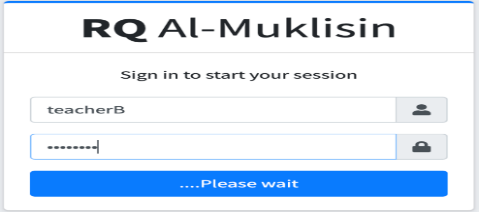 RQ Al-Muklisin
Sign in to start your session
teacherB
••••••••
....Please wait